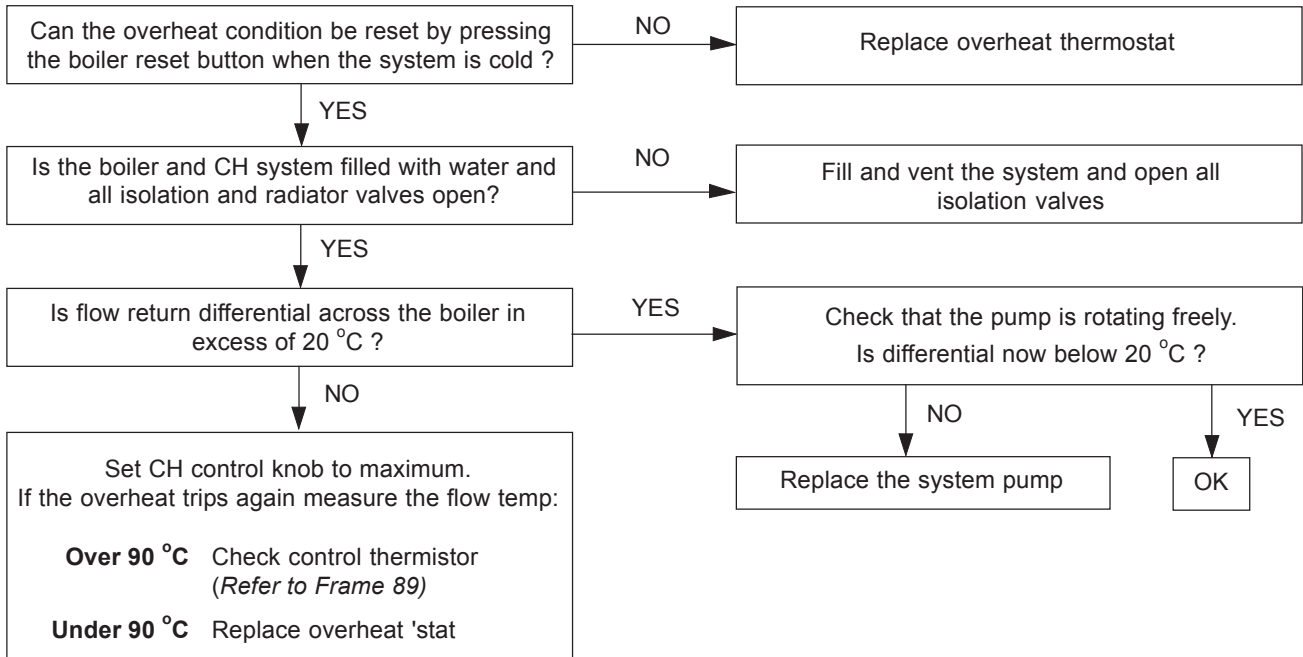 Can the overheat condition be reset by pressing
the boiler reset button when the system is cold ?
NO
Replace overheat thermostat
YES
Is the boiler and CH system filled with water and
all isolation and radiator valves open?
NO
Fill and vent the system and open all
isolation valves
YES
Is flow return differential across the boiler in
excess of 20 °C ?
YES
Check that the pump is rotating freely.
Is differential now below 20 °C ?
NO
Replace the system pump
YES
OK
NO
Set CH control knob to maximum.
If the overheat trips again measure the flow temp:
Over 90 °C Check control thermistor
(Refer to Frame 89)
Under 90 °C Replace overheat 'stat